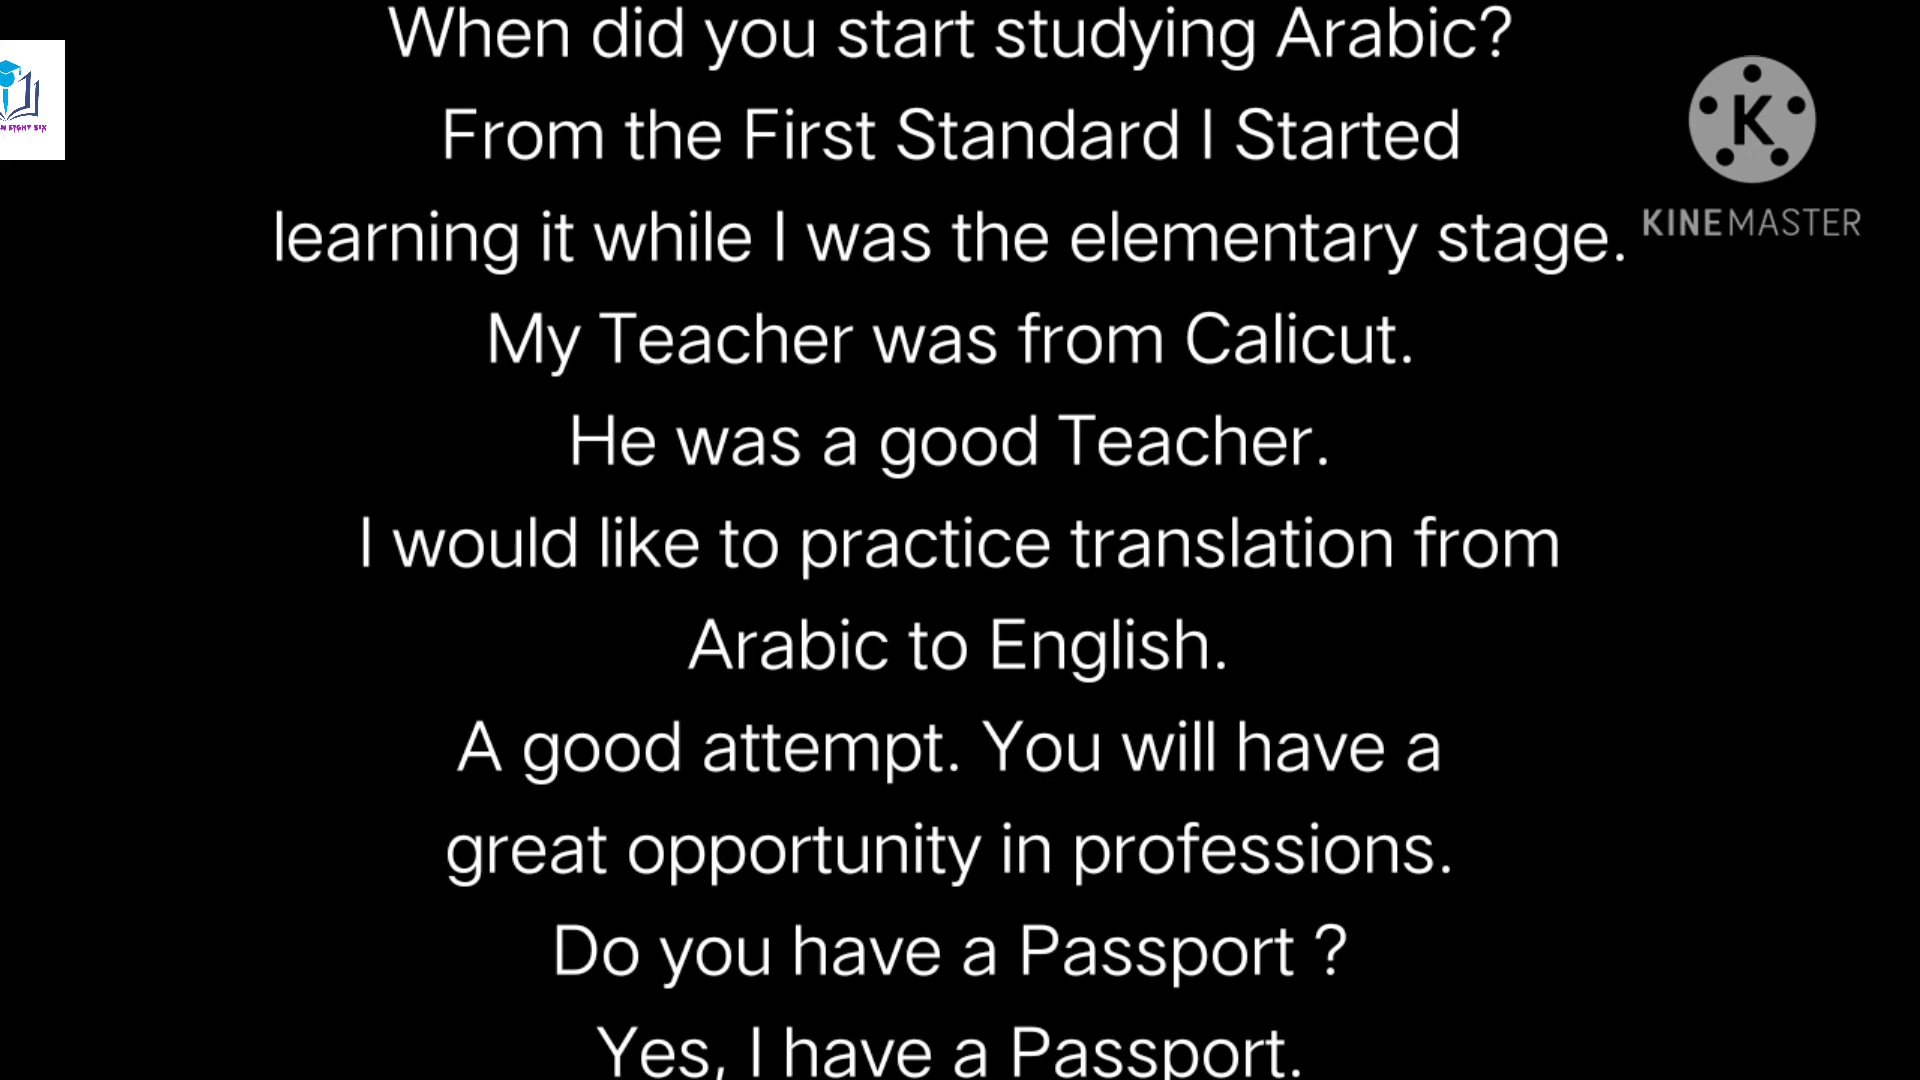 When did you start studying Arabic?
From the First Standard I Started
learning it while I was the elementary stage.
My Teacher was from Calicut.
He was a good Teacher.
I would like to practice translation from
Arabic to English.
A good attempt. You will have a
great opportunity in professions.
Do you have a Passport ?
Yes, I have a Passport.
K
KINEMASTER
EIGHT SIX